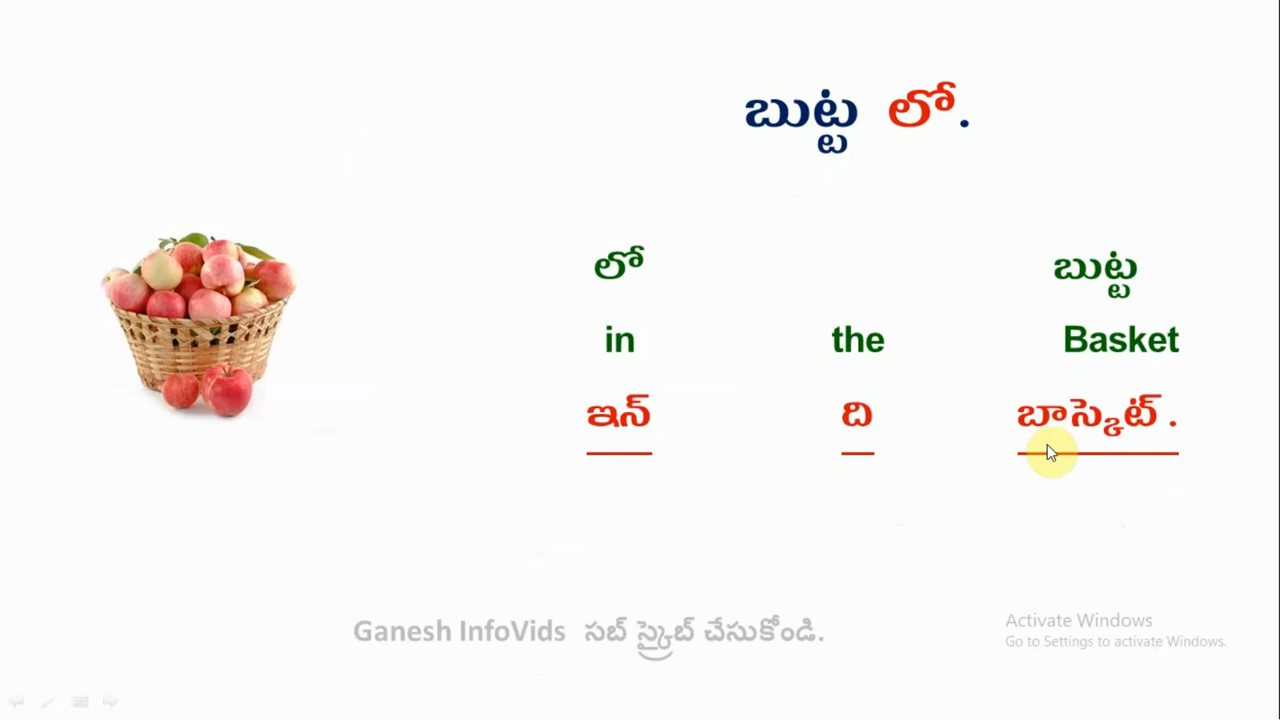 బుట్ట లో.
లో బుట్ట
in the Basket
ఇన్ ది బాస్కెట్ .
Ganesh InfoVids సబ్ స్క్రైబ్ చేసుకోండి.
Activate Windows
Go to Settings to activate Windows.